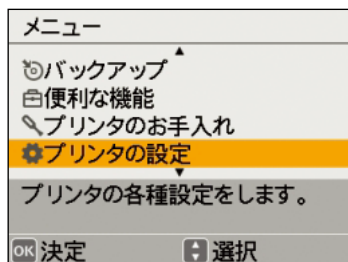 メニュー
バックアップ
便利な機能
プリンタのお手入れ
プリンタの設定
プリンタの各種設定をします。
OK 決定 選択